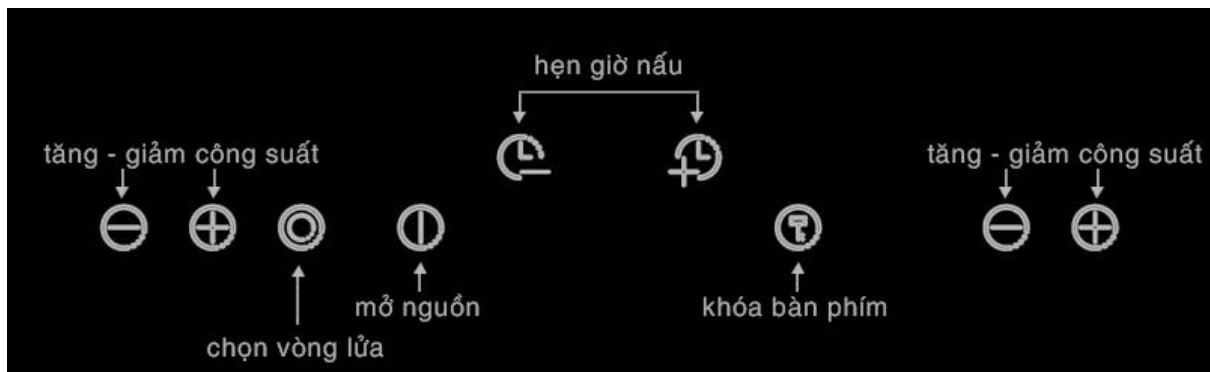 hẹn giờ nấu
tăng - giảm công suất
tăng - giảm công suất
mở nguồn
khóa bàn phím
chọn vòng lửa